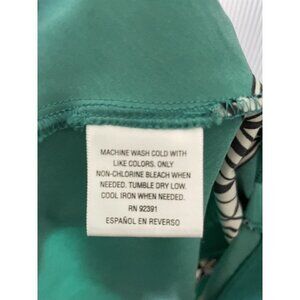 MACHINE WASH COLD WITH
LIKE COLORS. ONLY
NON-CHLORINE BLEACH WHEN
NEEDED. TUMBLE DRY LOW.
COOL IRON WHEN NEEDED.
RN 92391
ESPAÑOL EN REVERSO